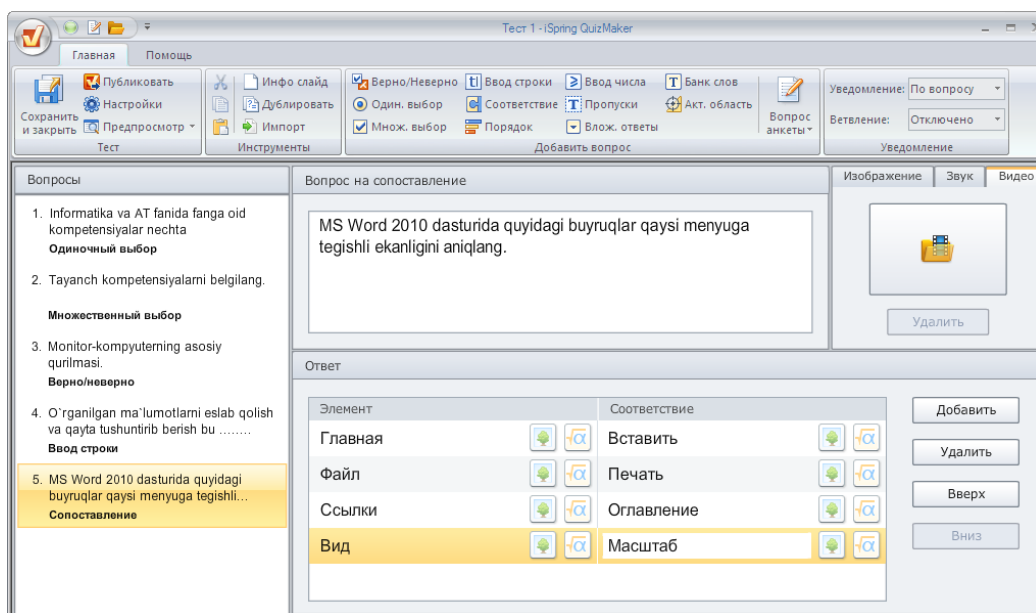 Тест 1 - iSpring QuizMaker
Главная Помощь
Сохранить и закрыть
Публиковать
Настройки
Предпросмотр
Тест
Инфо слайд
Дублировать
Импорт
Инструменты
Верно/Неверно
Один. выбор
Множ. выбор
Ввод строки
Соответствие
Порядок
Ввод числа
Пропуски
Влож. ответы
Банк слов
Акт. область
Вопрос анкеты
Добавить вопрос
Уведомление: По вопросу
Ветвление: Отключено
Уведомление
Вопросы
1. Informatika va AT fanida fanga oid
kompetensiyalar nechta
Одиночный выбор
2. Tayanch kompetensiyalarni belgilang.
Множественный выбор
3. Monitor-kompyuterning asosiy
qurilmasi.
Верно/неверно
4. O`rganilgan ma`lumotlarni eslab qolish
va qayta tushuntirib berish bu ........
Ввод строки
5. MS Word 2010 dasturida quyidagi
buyruqlar qaysi menyuga tegishli...
Сопоставление
Вопрос на сопоставление
MS Word 2010 dasturida quyidagi buyruqlar qaysi menyuga
tegishli ekanligini aniqlang.
Изображение Звук Видео
Удалить
Ответ
Элемент Соответствие
Главная Вставить
Файл Печать
Ссылки Оглавление
Вид Масштаб
Добавить
Удалить
Вверх
Вниз